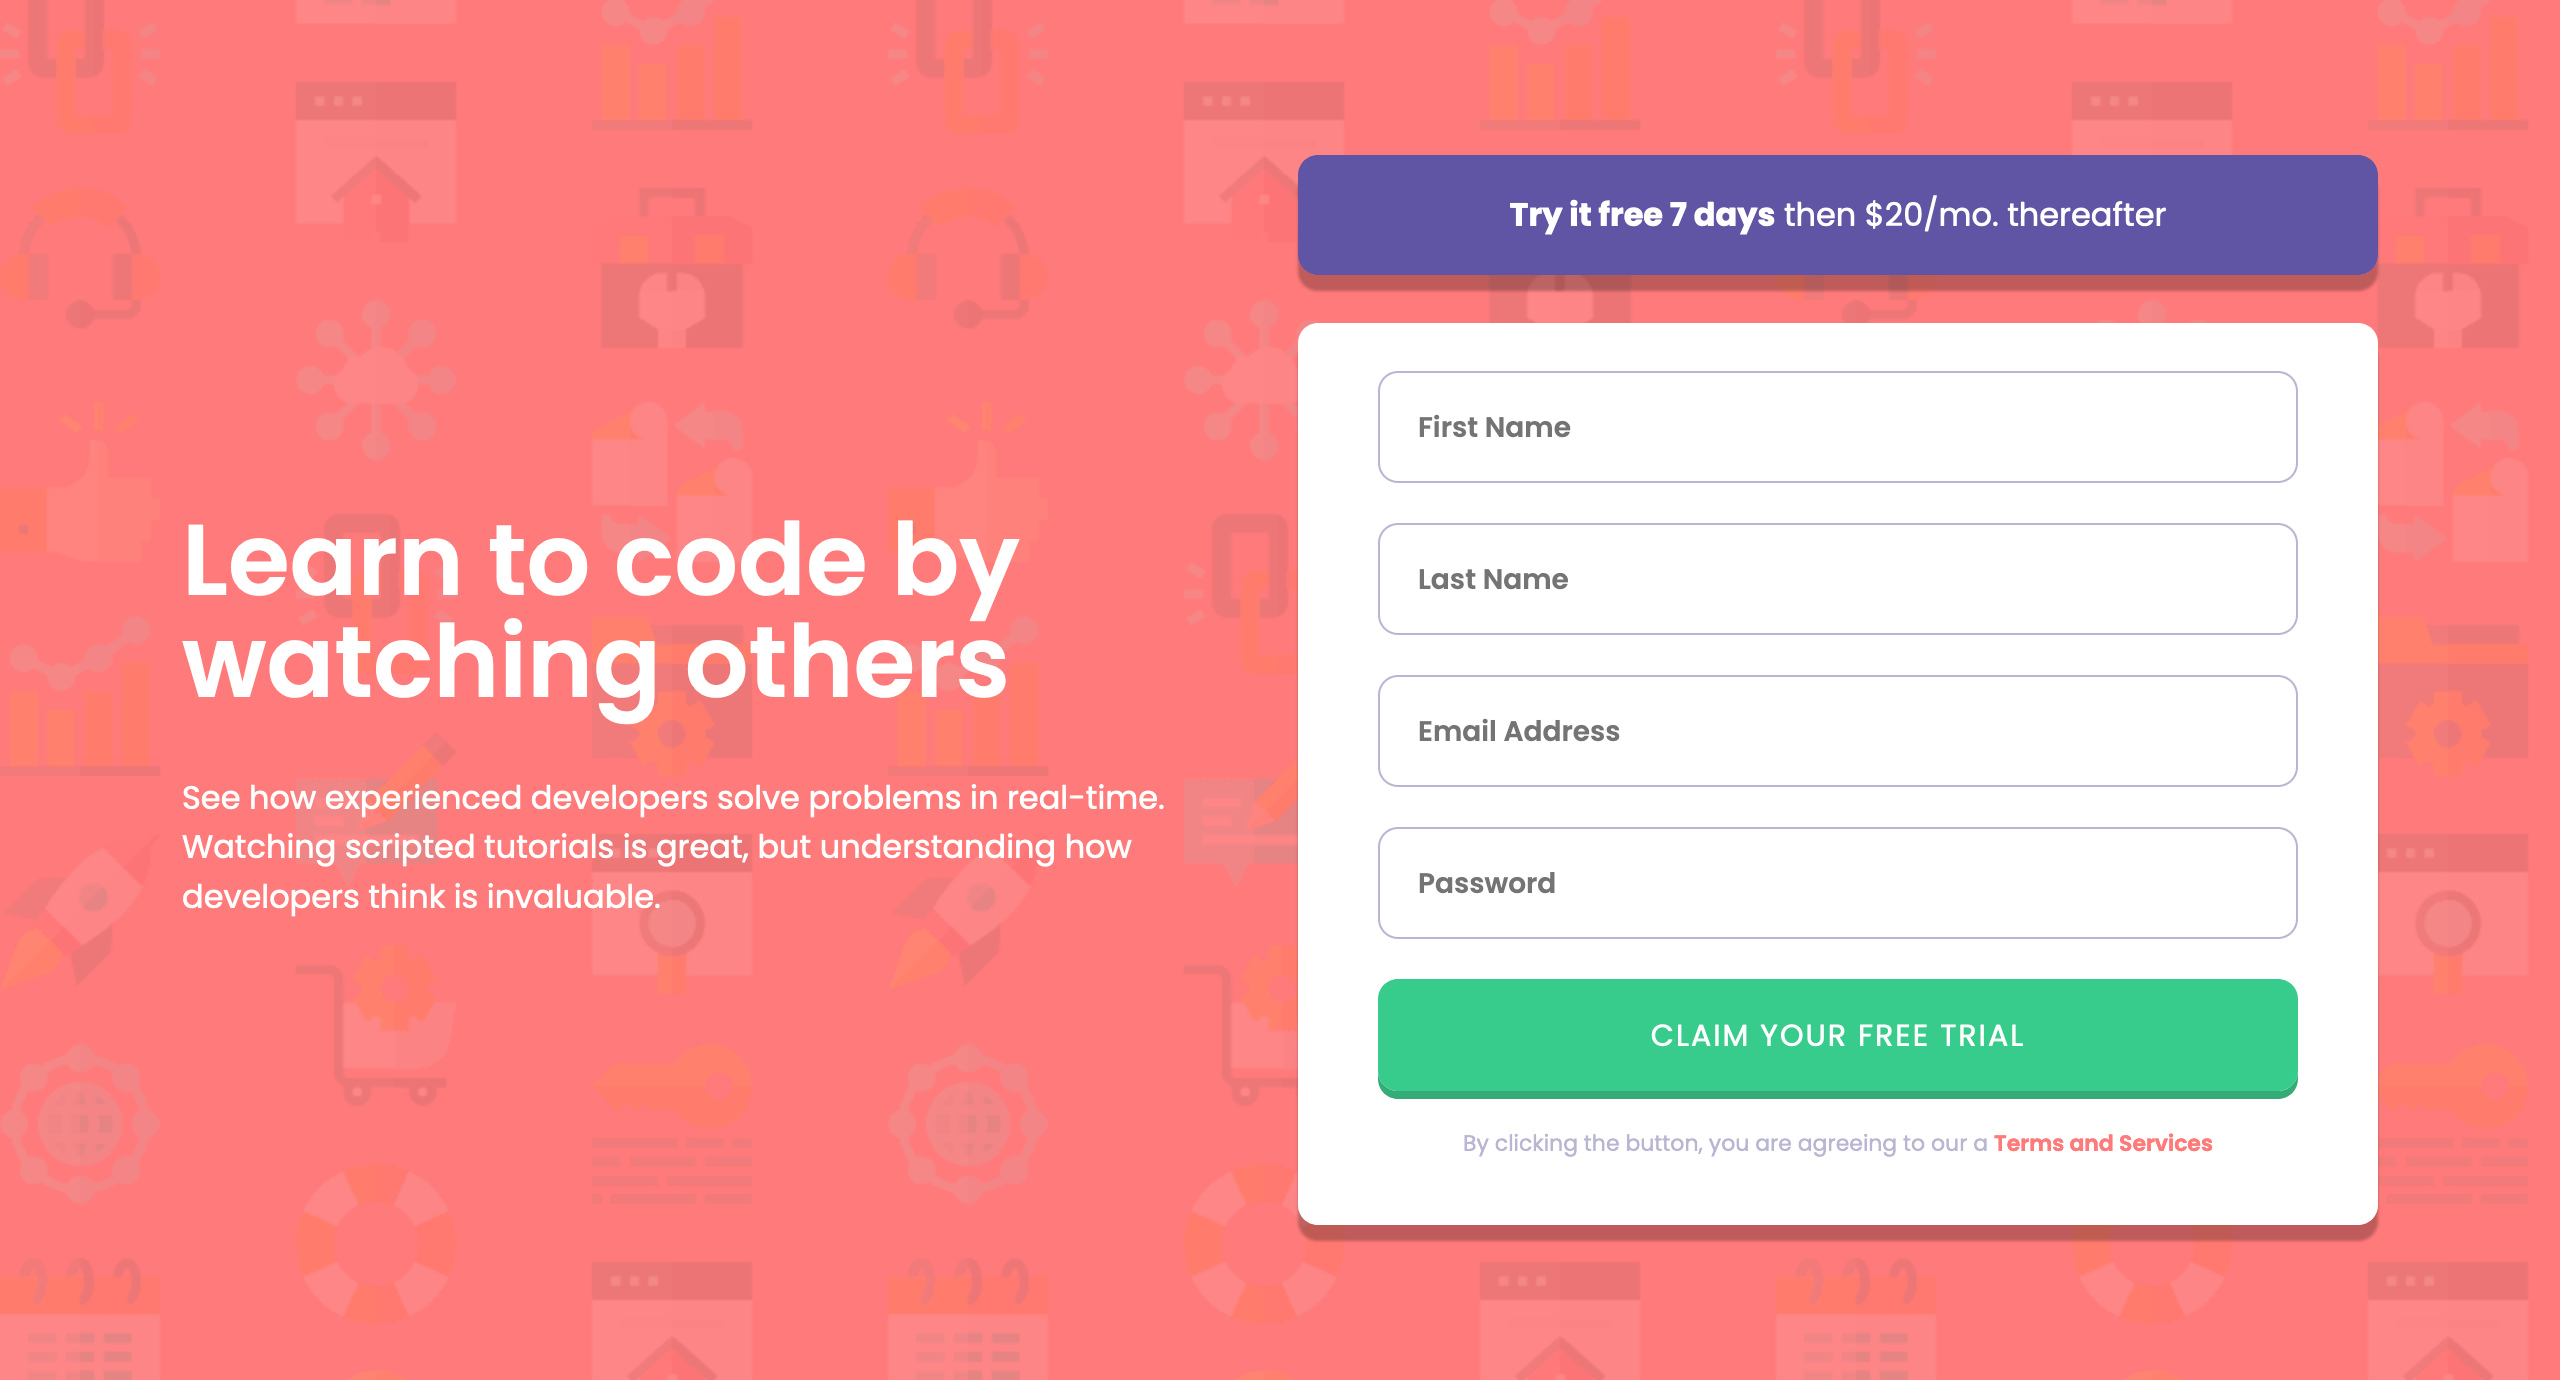 Learn to code by
watching others
See how experienced developers solve problems in real-time.
Watching scripted tutorials is great, but understanding how
developers think is invaluable.
Try it free 7 days then $20/mo. thereafter
First Name
Last Name
Email Address
Password
CLAIM YOUR FREE TRIAL
By clicking the button, you are agreeing to our a Terms and Services